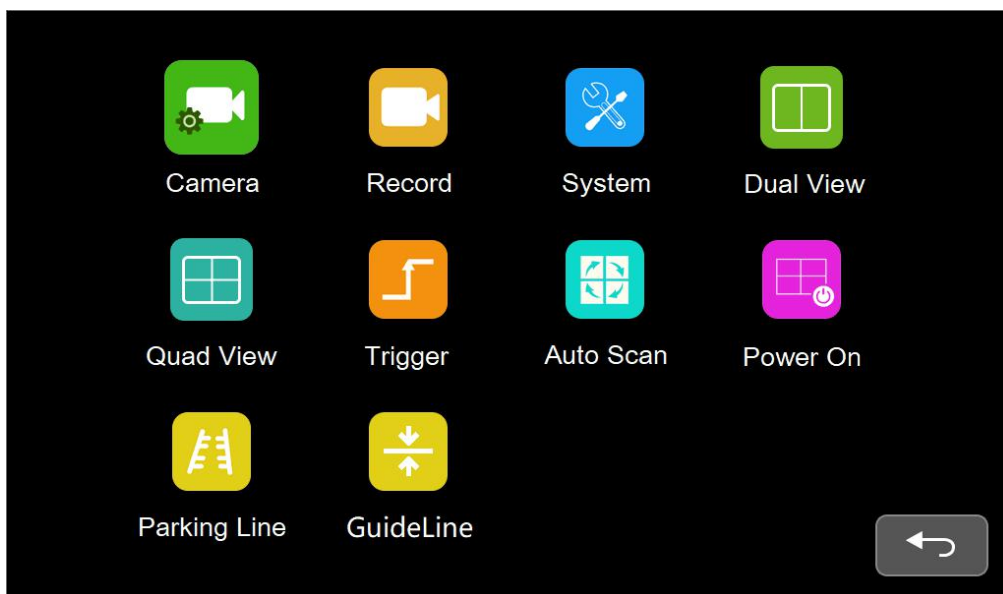 Camera
Record
System
Dual View
Quad View
Trigger
Auto Scan
Power On
Parking Line
GuideLine